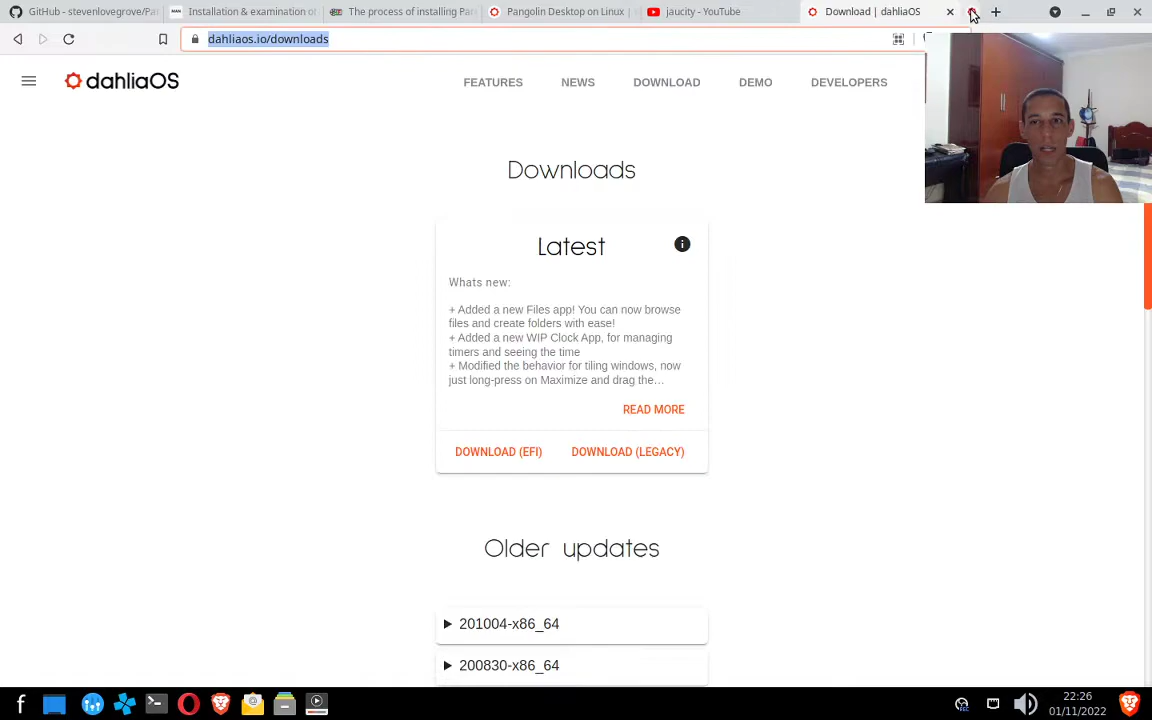 GitHub - stevenlovegrove/Pa
Installation & examination of
The process of installing Pan
Pangolin Desktop on Linux |
jaucity - YouTube
Download | dahliaOS
dahliaos.io/downloads
dahliaOS
FEATURES
NEWS
DOWNLOAD
DEMO
DEVELOPERS
Downloads
Latest
Whats new:
+ Added a new Files app! You can now browse
files and create folders with ease!
+ Added a new WIP Clock App, for managing
timers and seeing the time
+ Modified the behavior for tiling windows, now
just long-press on Maximize and drag the…
READ MORE
DOWNLOAD (EFI)
DOWNLOAD (LEGACY)
Older updates
201004-x86_64
200830-x86_64
22:26
01/11/2022